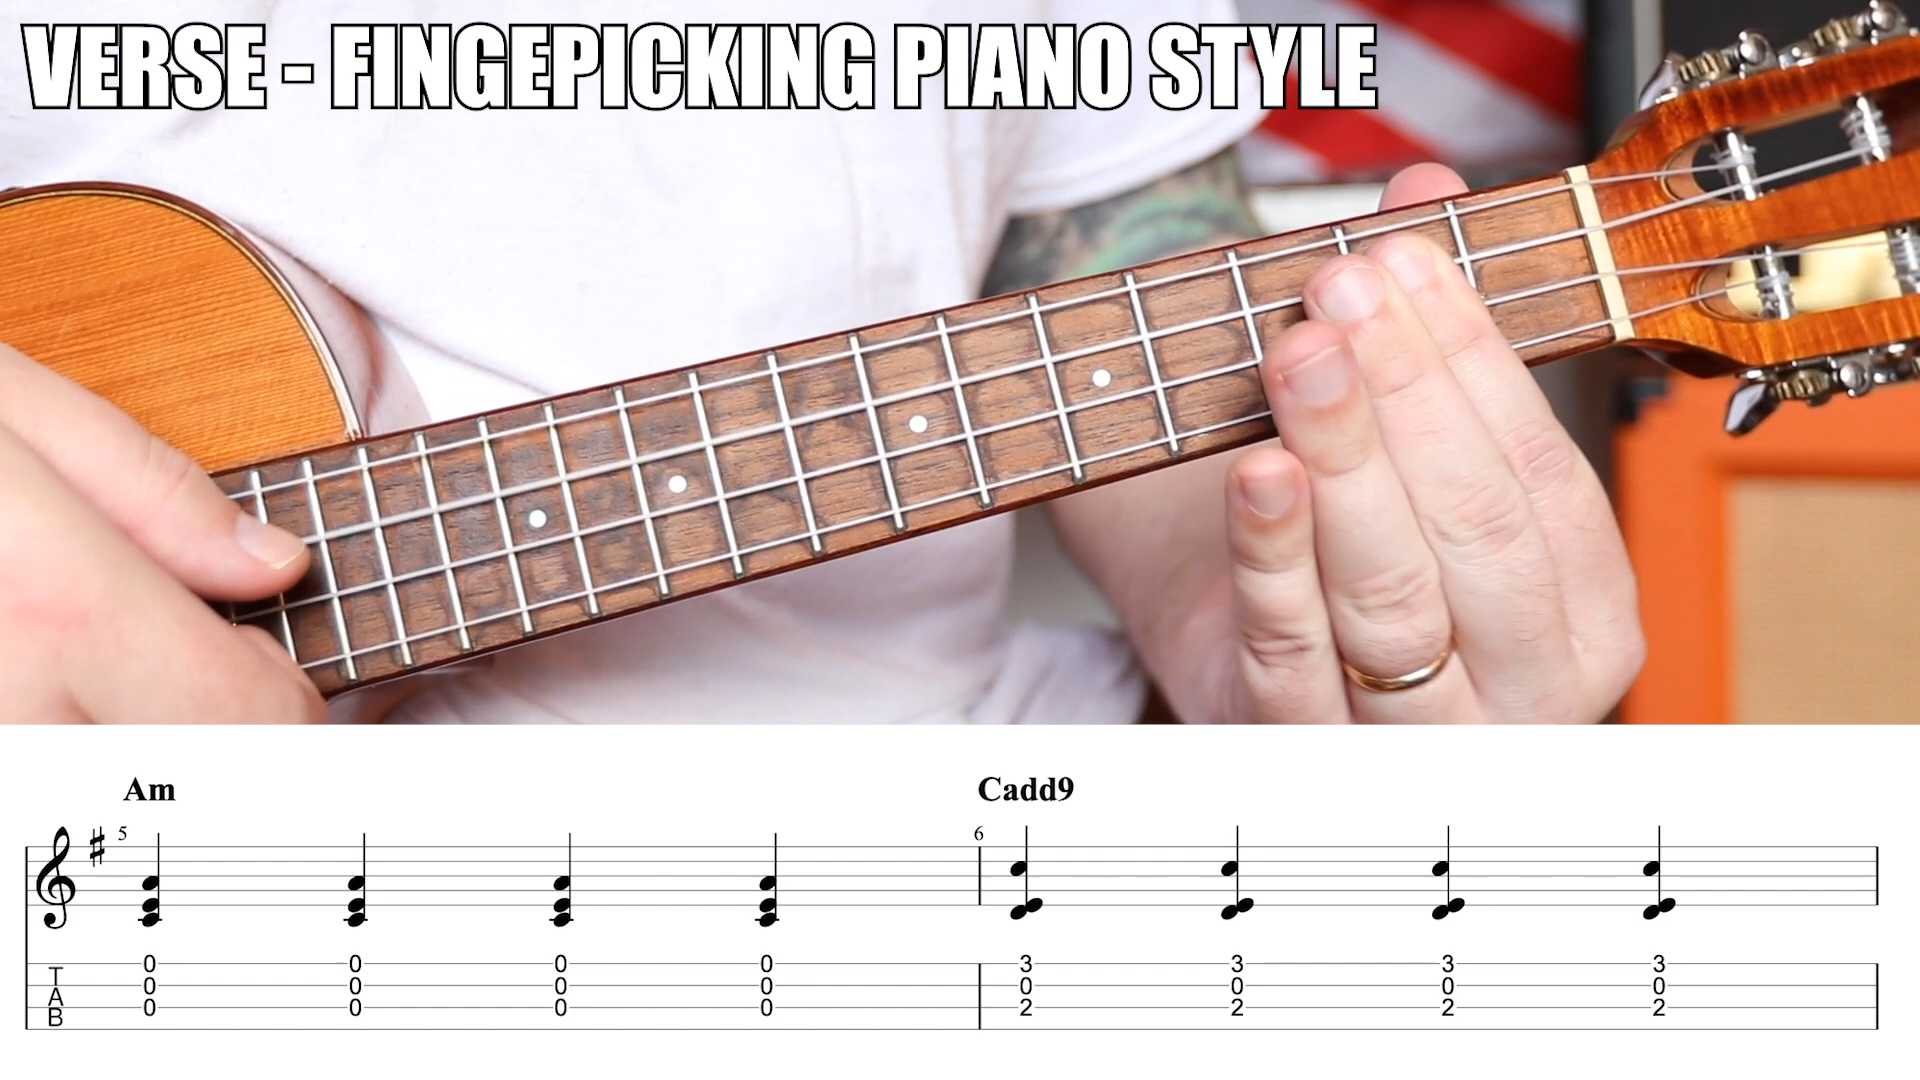 VERSE - FINGEPICKING PIANO STYLE
Am Cadd9
5 6
T
A
B
0 0 0 0 3 3 3 3
0 0 0 0 0 0 0 0
0 0 0 0 2 2 2 2